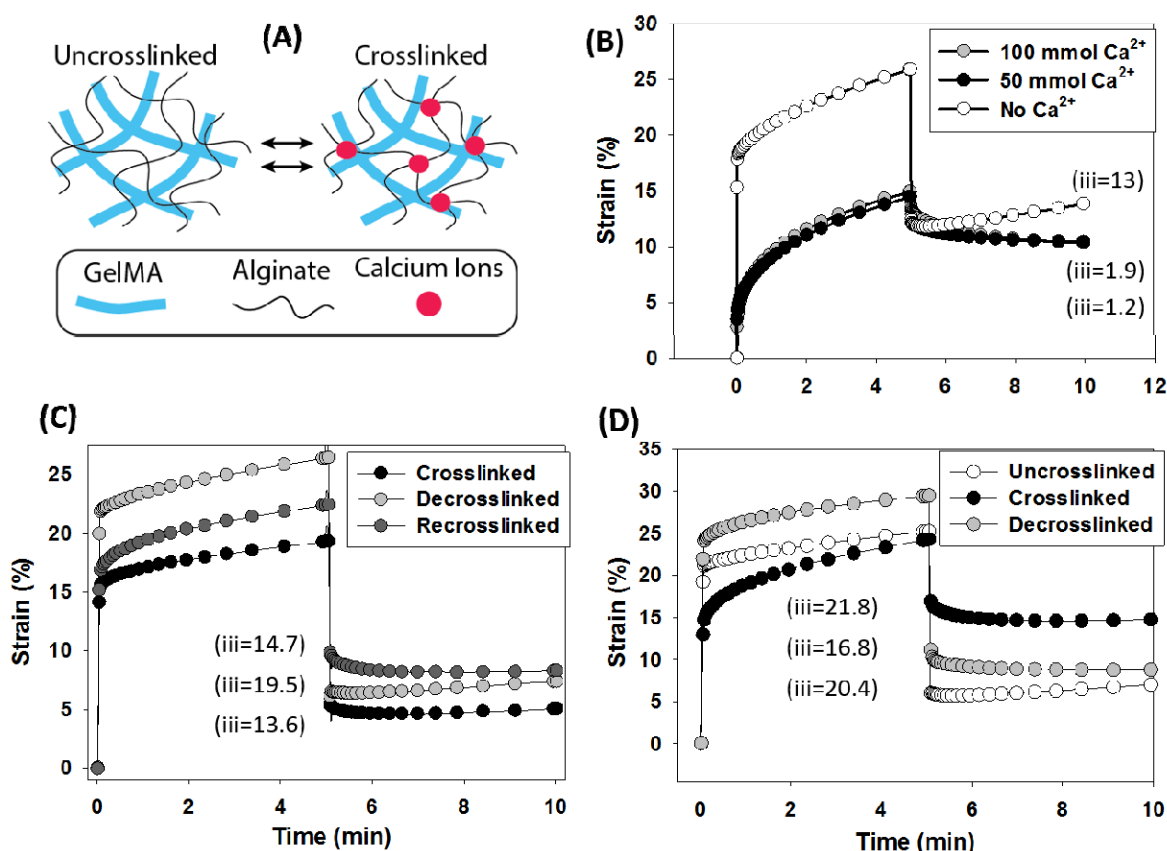 (A)
Uncrosslinked
Crosslinked
GelMA
Alginate
Calcium Ions
(B)
30
25
20
15
10
5
0
Strain (%)
100 mmol Ca2+
50 mmol Ca2+
No Ca2+
(iii=13)
(iii=1.9)
(iii=1.2)
0 2 4 6 8 10 12
(C)
25
20
15
10
5
0
Strain (%)
Crosslinked
Decrosslinked
Recrosslinked
(iii=14.7)
(iii=19.5)
(iii=13.6)
0 2 4 6 8 10
Time (min)
(D)
35
30
25
20
15
10
5
0
Strain (%)
Uncrosslinked
Crosslinked
Decrosslinked
(iii=21.8)
(iii=16.8)
(iii=20.4)
0 2 4 6 8 10
Time (min)